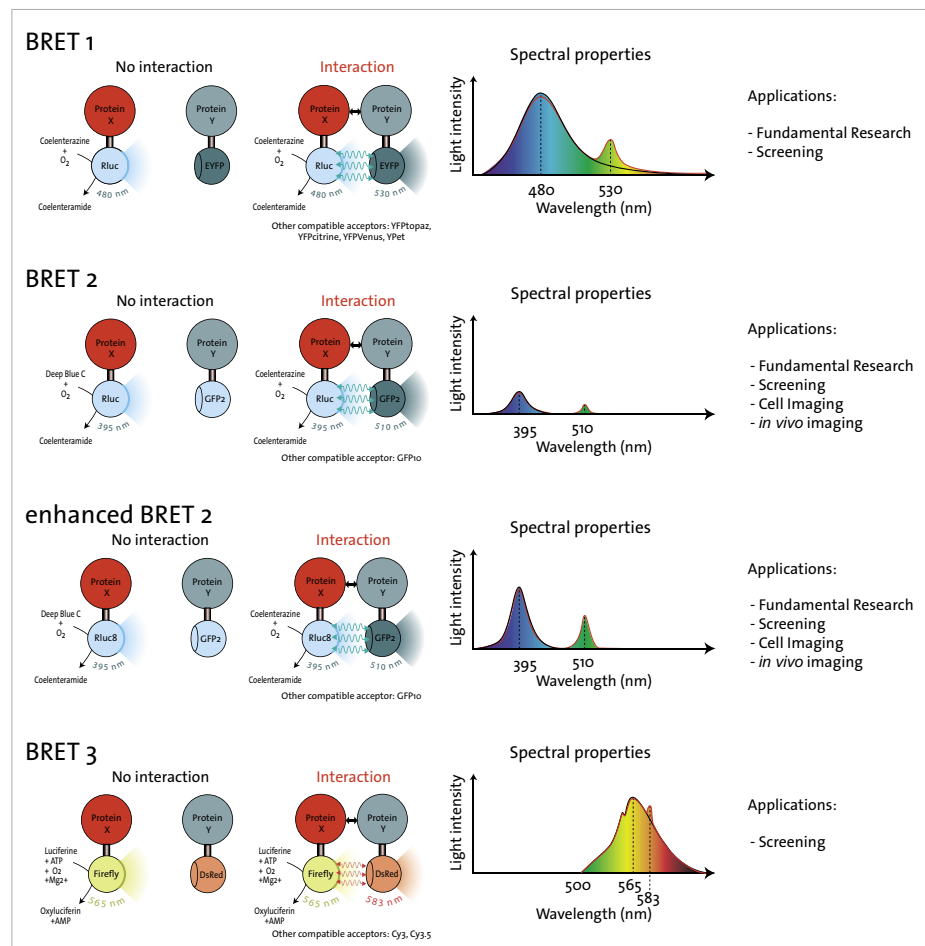 BRET 1
No interaction
Interaction
Spectral properties
Protein
X
Protein
Y
Coelenterazine
+
O2
Rluc
EYFP
480 nm
Coelenteramide
Protein
X
Protein
Y
Coelenterazine
+
O2
Rluc
EYFP
480 nm
530 nm
Coelenteramide
Other compatible acceptors: YFPtopaz,
YFPcitrine, YFPVenus, YPet
Light intensity
480
530
Wavelength (nm)
Applications:
- Fundamental Research
- Screening
BRET 2
No interaction
Interaction
Spectral properties
Protein
X
Protein
Y
Deep Blue C
+
O2
Rluc
GFP2
395 nm
Coelenteramide
Protein
X
Protein
Y
Coelenterazine
+
O2
Rluc
GFP2
395 nm
510 nm
Coelenteramide
Other compatible acceptor: GFP10
Light intensity
395
510
Wavelength (nm)
Applications:
- Fundamental Research
- Screening
- Cell Imaging
- in vivo imaging
enhanced BRET 2
No interaction
Interaction
Spectral properties
Protein
X
Protein
Y
Deep Blue C
+
O2
Rluc8
GFP2
395 nm
Coelenteramide
Protein
X
Protein
Y
Coelenterazine
+
O2
Rluc8
GFP2
395 nm
510 nm
Coelenteramide
Other compatible acceptor: GFP10
Light intensity
395
510
Wavelength (nm)
Applications:
- Fundamental Research
- Screening
- Cell Imaging
- in vivo imaging
BRET 3
No interaction
Interaction
Spectral properties
Protein
X
Protein
Y
Luciferine
+ ATP
+ O2
+Mg2+
Firefly
DsRed
565 nm
Oxyluciferin
+AMP
Protein
X
Protein
Y
Luciferine
+ ATP
+ O2
+Mg2+
Firefly
DsRed
565 nm
583 nm
Oxyluciferin
+AMP
Other compatible acceptors: Cy3, Cy3.5
Light intensity
500
565
583
Wavelength (nm)
Applications:
- Screening